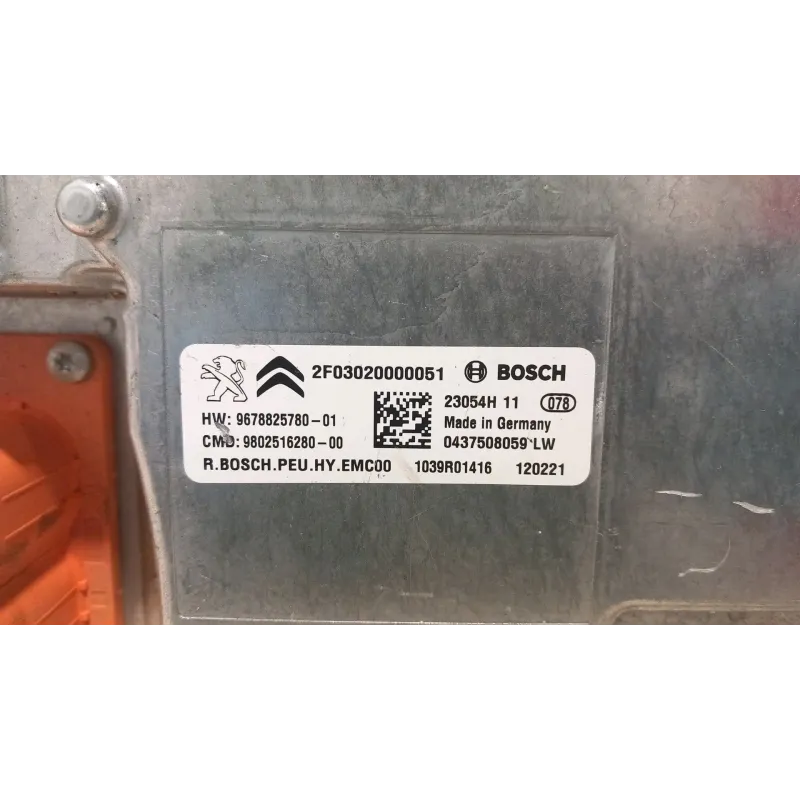 2F03020000051 BOSCH
23054H 11 078
HW: 9678825780-01 Made in Germany
CMD: 9802516280-00 0437508059 LW
R.BOSCH.PEU.HY.EMC00 1039R01416 120221